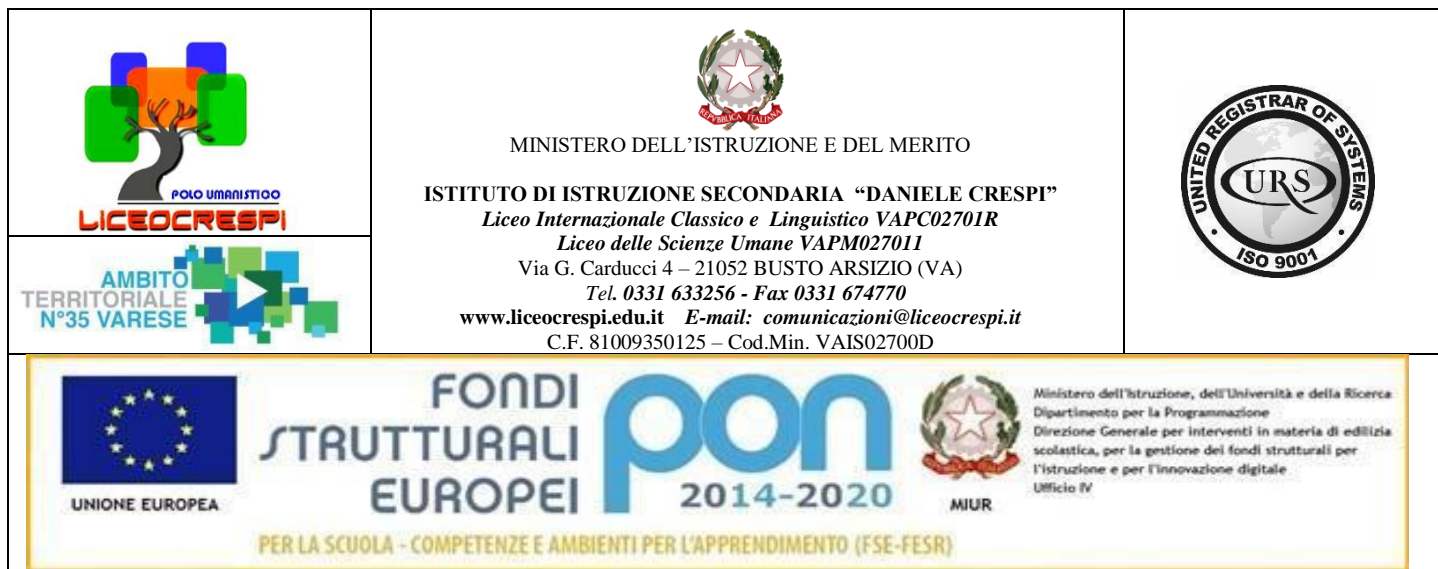 POLO UMANISTICO
LICEOCRESPI
AMBITO
TERRITORIALE
N°35 VARESE
REPVBBLICA ITALIANA
MINISTERO DELL’ISTRUZIONE E DEL MERITO
ISTITUTO DI ISTRUZIONE SECONDARIA “DANIELE CRESPI”
Liceo Internazionale Classico e Linguistico VAPC02701R
Liceo delle Scienze Umane VAPM027011
Via G. Carducci 4 – 21052 BUSTO ARSIZIO (VA)
Tel. 0331 633256 - Fax 0331 674770
www.liceocrespi.edu.it E-mail: comunicazioni@liceocrespi.it
C.F. 81009350125 – Cod.Min. VAIS02700D
UNITED REGISTRAR OF SYSTEMS
URS
ISO 9001
UNIONE EUROPEA
FONDI
STRUTTURALI
EUROPEI
pon
2014-2020
MIUR
Ministero dell'Istruzione, dell'Università e della Ricerca
Dipartimento per la Programmazione
Direzione Generale per interventi in materia di edilizia
scolastica, per la gestione dei fondi strutturali per
l'istruzione e per l'innovazione digitale
Ufficio IV
PER LA SCUOLA - COMPETENZE E AMBIENTI PER L'APPRENDIMENTO (FSE-FESR)